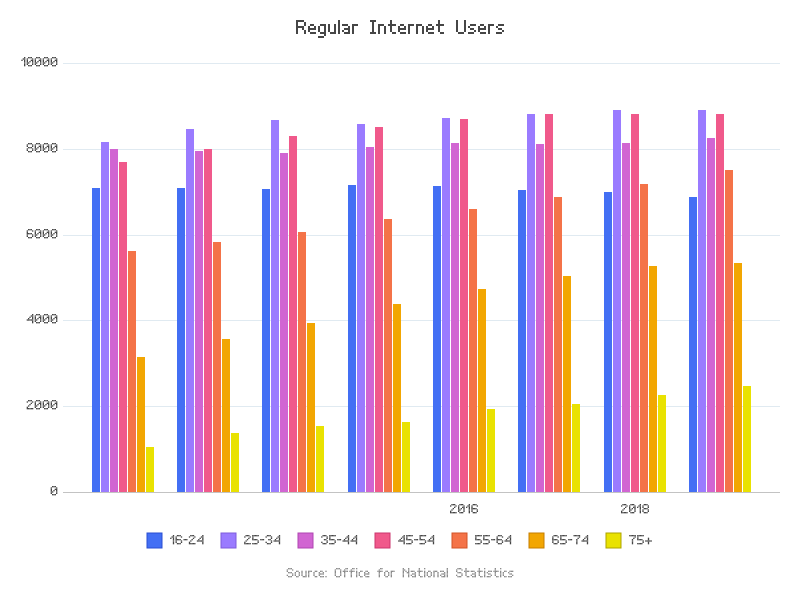 Regular Internet Users
10000
8000
6000
4000
2000
0
2016 2018
16-24 25-34 35-44 45-54 55-64 65-74 75+
Source: Office for National Statistics